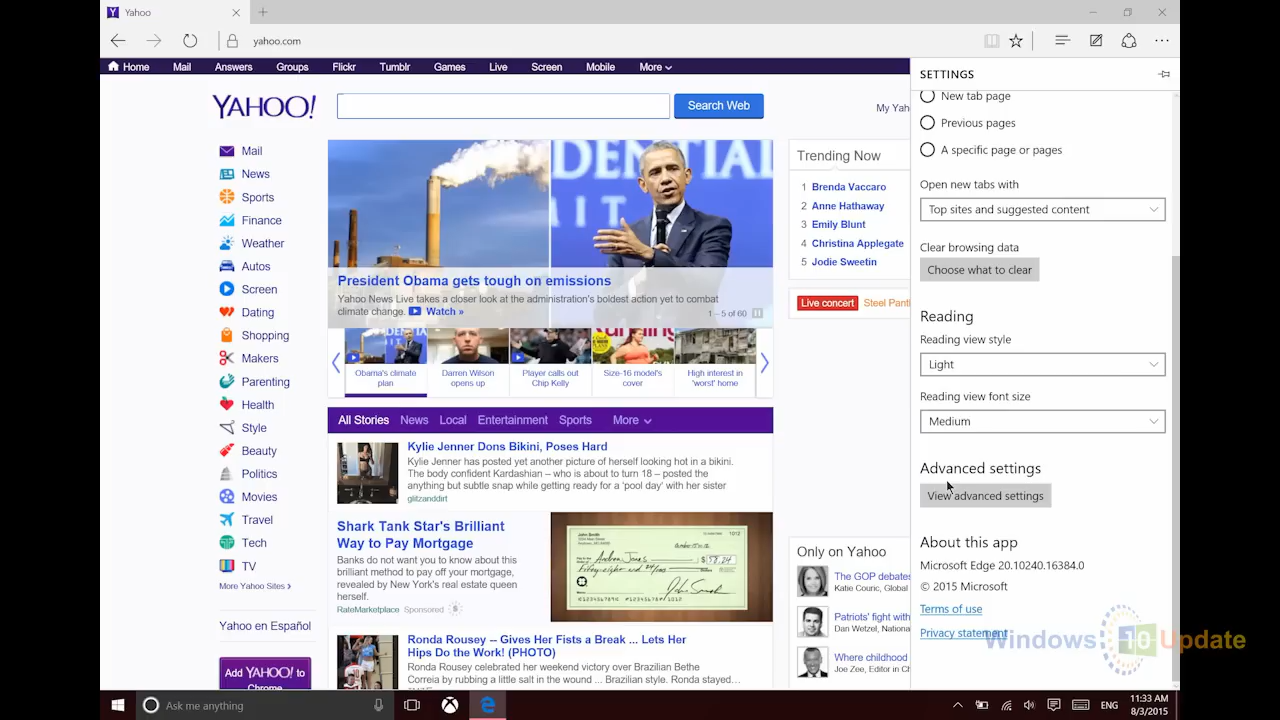 Yahoo
yahoo.com
Home Mail Answers Groups Flickr Tumblr Games Live Screen Mobile More
YAHOO!
Search Web
My Yah
Mail
News
Sports
Finance
Weather
Autos
Screen
Dating
Shopping
Makers
Parenting
Health
Style
Beauty
Politics
Movies
Travel
Tech
TV
More Yahoo Sites >
Yahoo en Español
Add YAHOO! to
Chrome
DENTIAL
MIT
President Obama gets tough on emissions
Yahoo News Live takes a closer look at the administration's boldest action yet to combat
climate change. Watch »
1 – 5 of 60
Obama's climate
plan
Darren Wilson
opens up
Player calls out
Chip Kelly
Size-16 model's
cover
High interest in
'worst' home
All Stories News Local Entertainment Sports More
Kylie Jenner Dons Bikini, Poses Hard
Kylie Jenner has posted yet another picture of herself looking hot in a bikini.
The body confident Kardashian – who is about to turn 18 – posted the
anything but subtle snap while getting ready for a 'pool day' with her sister
glitzanddirt
Shark Tank Star's Brilliant
Way to Pay Mortgage
Banks do not want you to know about this
brilliant method to pay off your mortgage,
revealed by New York's real estate queen
herself.
RateMarketplace Sponsored $
Ronda Rousey -- Gives Her Fists a Break ... Lets Her
Hips Do the Work! (PHOTO)
Ronda Rousey celebrated her weekend victory over Brazilian Bethe
Correia by rubbing a little salt in the wound ... Brazilian style. Ronda stayed…
Trending Now
1 Brenda Vaccaro
2 Anne Hathaway
3 Emily Blunt
4 Christina Applegate
5 Jodie Sweetin
Live concert Steel Pant
Only on Yahoo
The GOP debates
Katie Couric, Global
Patriots' fight with
Dan Wetzel, National
Where childhood
Joe Zee, Editor in Ch
SETTINGS
New tab page
Previous pages
A specific page or pages
Open new tabs with
Top sites and suggested content
Clear browsing data
Choose what to clear
Reading
Reading view style
Light
Reading view font size
Medium
Advanced settings
View advanced settings
About this app
Microsoft Edge 20.10240.16384.0
© 2015 Microsoft
Terms of use
Privacy statement
Windows 10 Update
Ask me anything
ENG
11:33 AM
8/3/2015